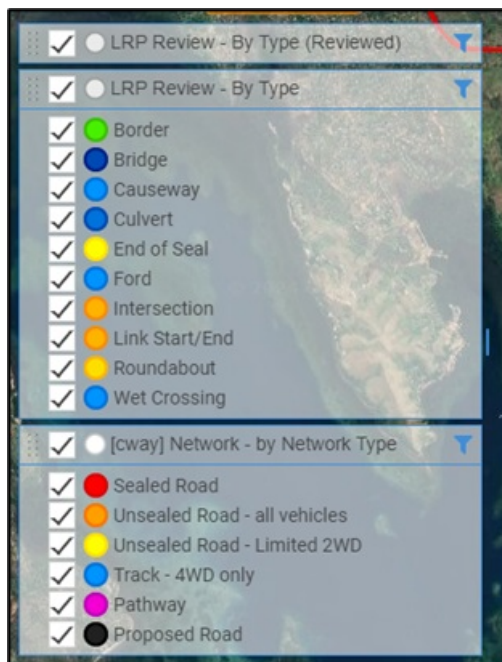 LRP Review - By Type (Reviewed)
LRP Review - By Type
Border
Bridge
Causeway
Culvert
End of Seal
Ford
Intersection
Link Start/End
Roundabout
Wet Crossing
[cway] Network - by Network Type
Sealed Road
Unsealed Road - all vehicles
Unsealed Road - Limited 2WD
Track - 4WD only
Pathway
Proposed Road